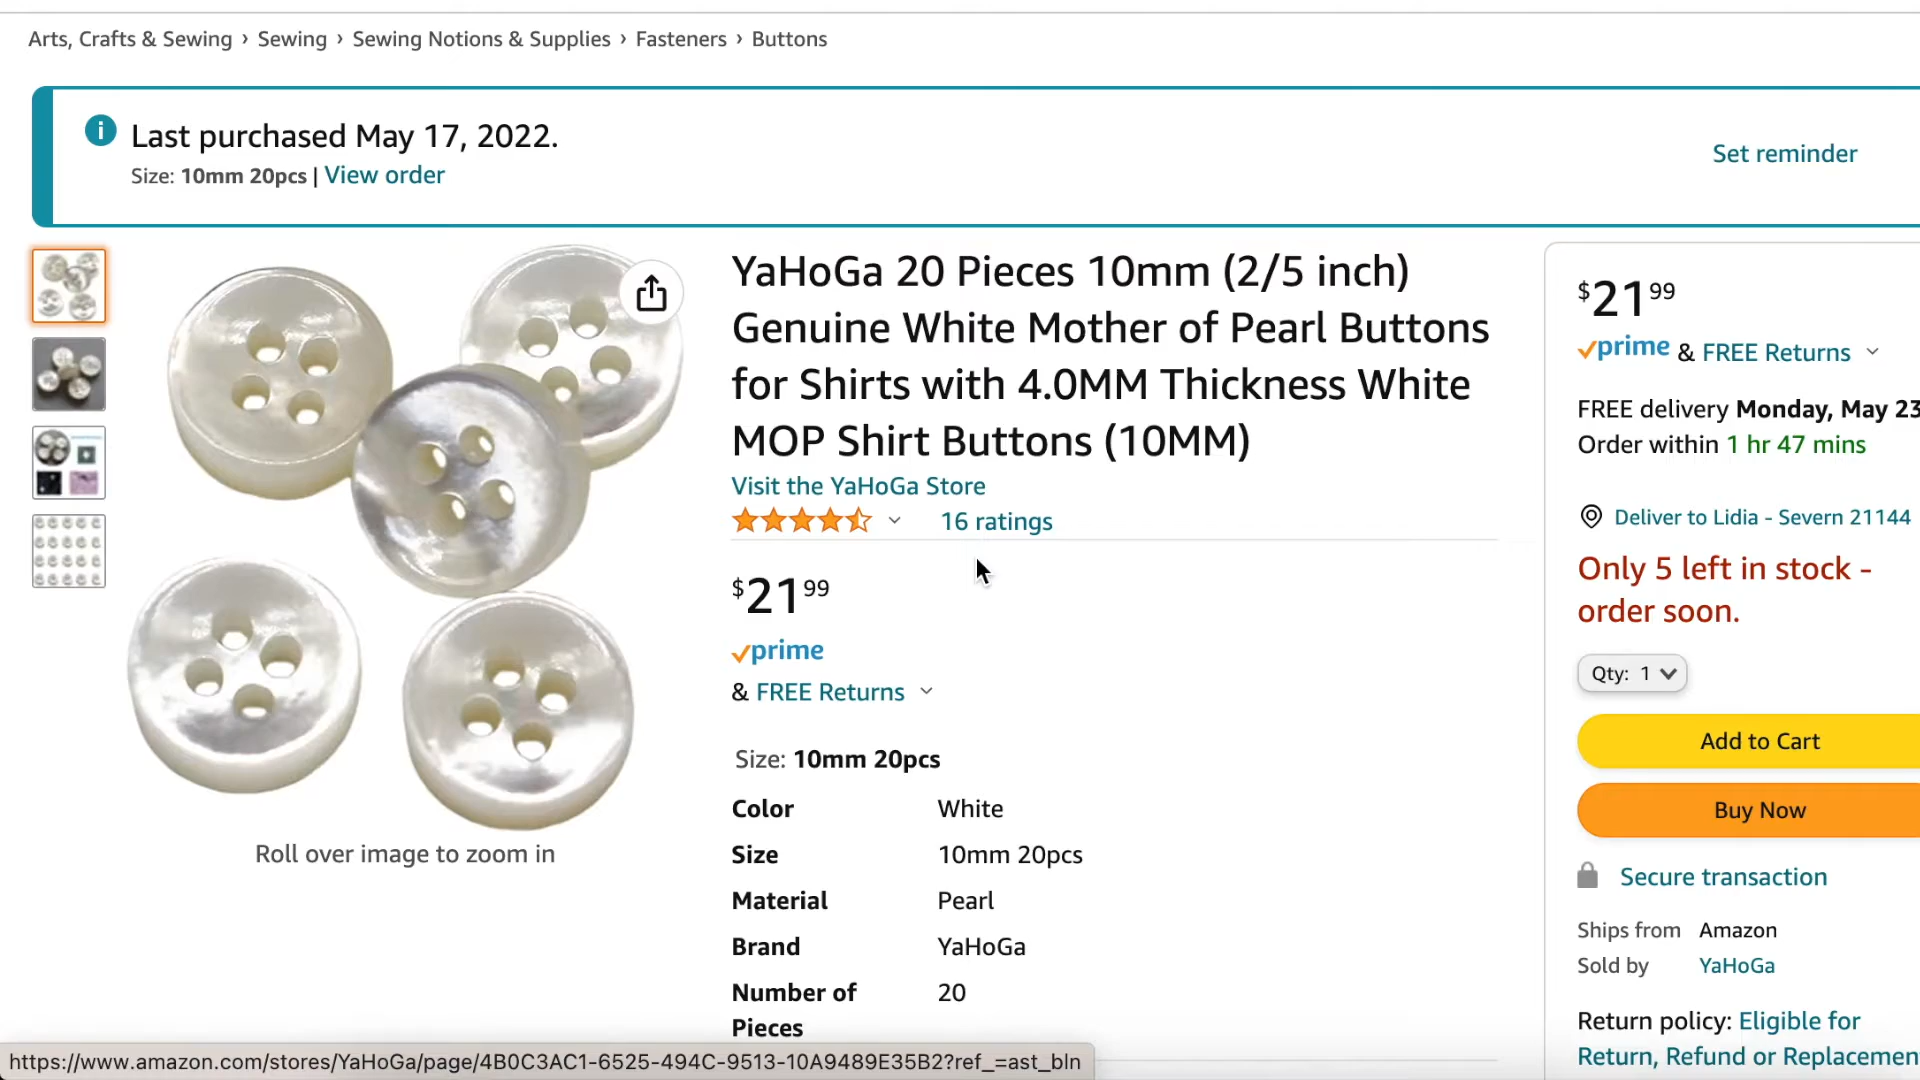 Arts, Crafts & Sewing › Sewing › Sewing Notions & Supplies › Fasteners › Buttons
Last purchased May 17, 2022.
Size: 10mm 20pcs | View order
Set reminder
YaHoGa 20 Pieces 10mm (2/5 inch)
Genuine White Mother of Pearl Buttons
for Shirts with 4.0MM Thickness White
MOP Shirt Buttons (10MM)
Visit the YaHoGa Store
16 ratings
$21 99
prime
& FREE Returns
Size: 10mm 20pcs
Color White
Size 10mm 20pcs
Material Pearl
Brand YaHoGa
Number of 20
Pieces
Roll over image to zoom in
$21 99
prime & FREE Returns
FREE delivery Monday, May 23
Order within 1 hr 47 mins
Deliver to Lidia - Severn 21144
Only 5 left in stock -
order soon.
Qty: 1
Add to Cart
Buy Now
Secure transaction
Ships from Amazon
Sold by YaHoGa
Return policy: Eligible for
Return, Refund or Replacemen
https://www.amazon.com/stores/YaHoGa/page/4B0C3AC1-6525-494C-9513-10A9489E35B2?ref_=ast_bln